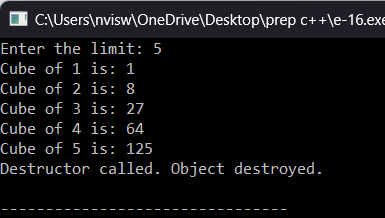 C:\Users\nvisw\OneDrive\Desktop\prep c++\e-16.exe
Enter the limit: 5
Cube of 1 is: 1
Cube of 2 is: 8
Cube of 3 is: 27
Cube of 4 is: 64
Cube of 5 is: 125
Destructor called. Object destroyed.
--------------------------------